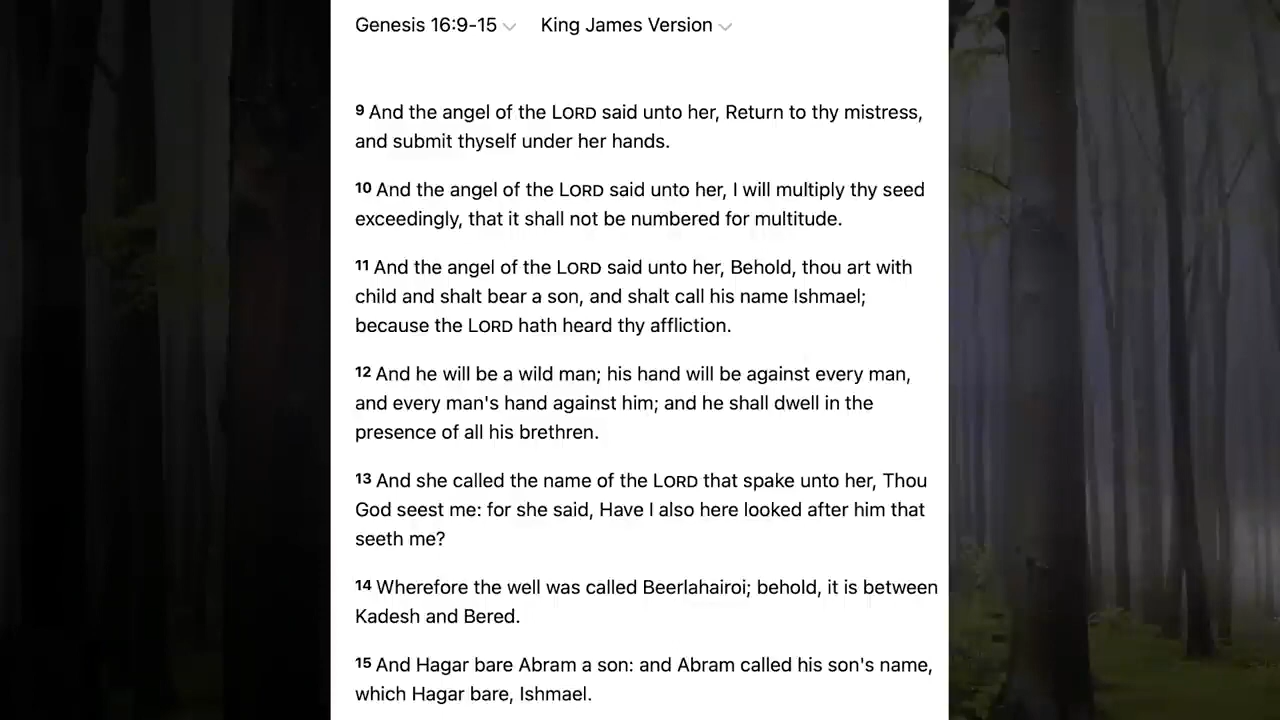 Genesis 16:9-15 King James Version
9 And the angel of the LORD said unto her, Return to thy mistress,
and submit thyself under her hands.
10 And the angel of the LORD said unto her, I will multiply thy seed
exceedingly, that it shall not be numbered for multitude.
11 And the angel of the LORD said unto her, Behold, thou art with
child and shalt bear a son, and shalt call his name Ishmael;
because the LORD hath heard thy affliction.
12 And he will be a wild man; his hand will be against every man,
and every man's hand against him; and he shall dwell in the
presence of all his brethren.
13 And she called the name of the LORD that spake unto her, Thou
God seest me: for she said, Have I also here looked after him that
seeth me?
14 Wherefore the well was called Beerlahairoi; behold, it is between
Kadesh and Bered.
15 And Hagar bare Abram a son: and Abram called his son's name,
which Hagar bare, Ishmael.